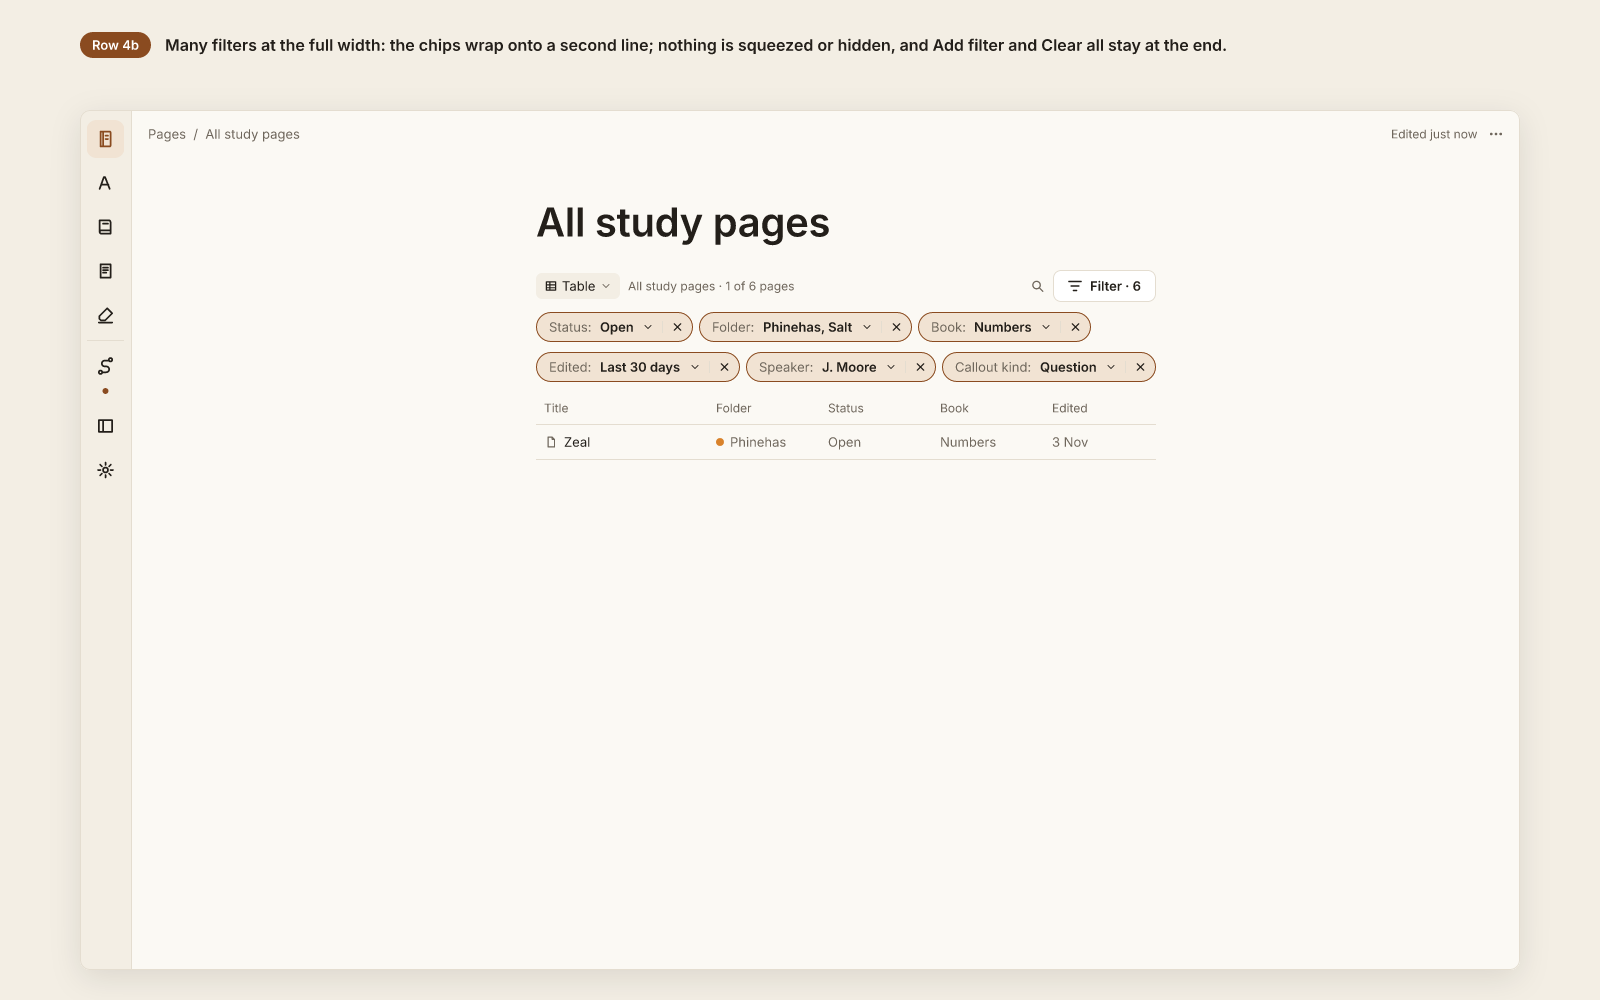 Row 4b Many filters at the full width: the chips wrap onto a second line; nothing is squeezed or hidden, and Add filter and Clear all stay at the end.
Pages / All study pages Edited just now
All study pages
Table All study pages · 1 of 6 pages Filter · 6
Status: Open Folder: Phinehas, Salt Book: Numbers
Edited: Last 30 days Speaker: J. Moore Callout kind: Question
Title Folder Status Book Edited
Zeal Phinehas Open Numbers 3 Nov